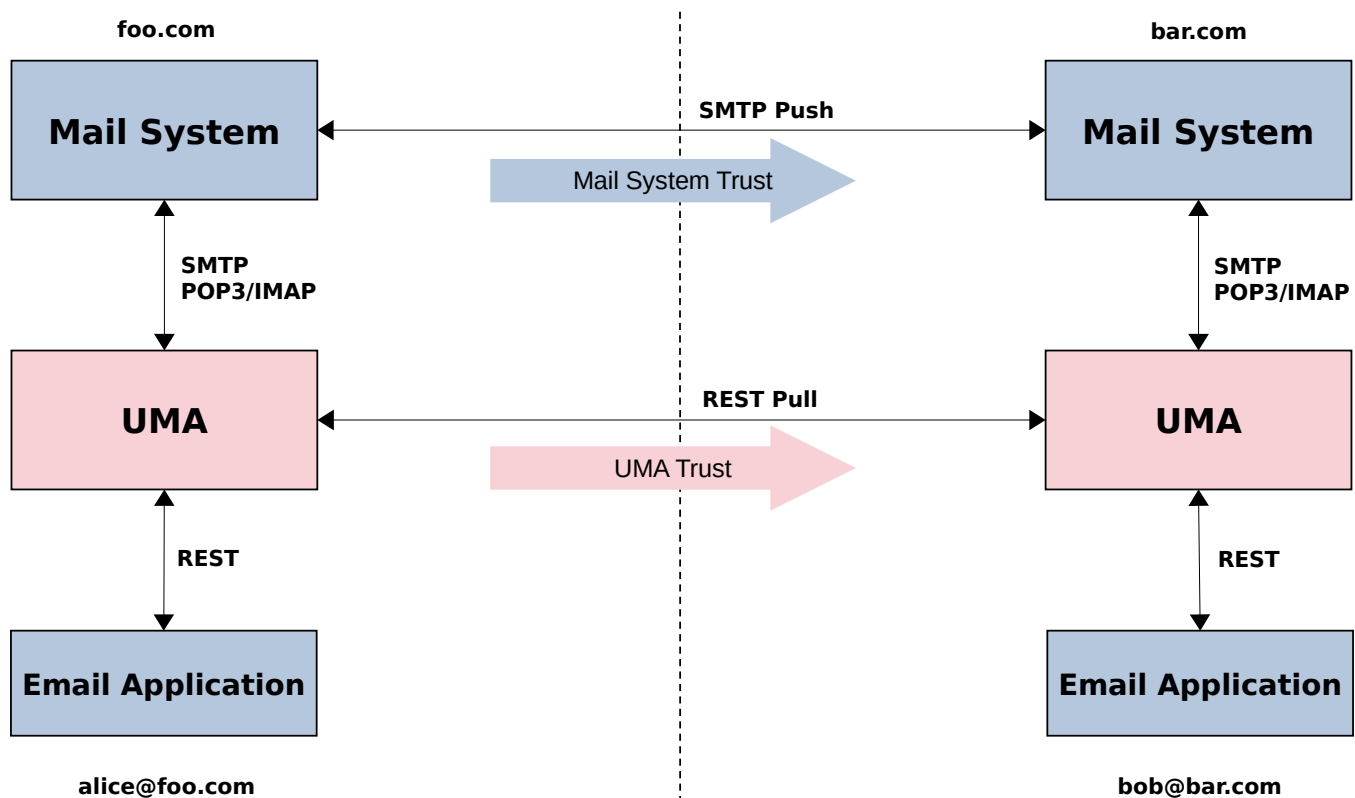 foo.com
bar.com
Mail System
SMTP Push
Mail System
Mail System Trust
SMTP
POP3/IMAP
SMTP
POP3/IMAP
UMA
REST Pull
UMA
UMA Trust
REST
REST
Email Application
Email Application
alice@foo.com
bob@bar.com